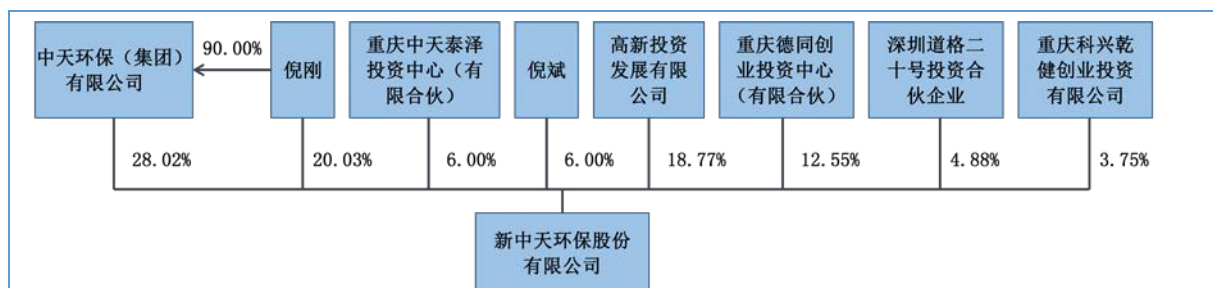 中天环保（集团）
有限公司
90.00%
倪刚
重庆中天泰泽
投资中心（有
限合伙）
倪斌
高新投资
发展有限
公司
重庆德同创
业投资中心
（有限合伙）
深圳道格二
十号投资合
伙企业
重庆科兴乾
健创业投资
有限公司
28.02%
20.03%
6.00%
6.00%
18.77%
12.55%
4.88%
3.75%
新中天环保股份
有限公司